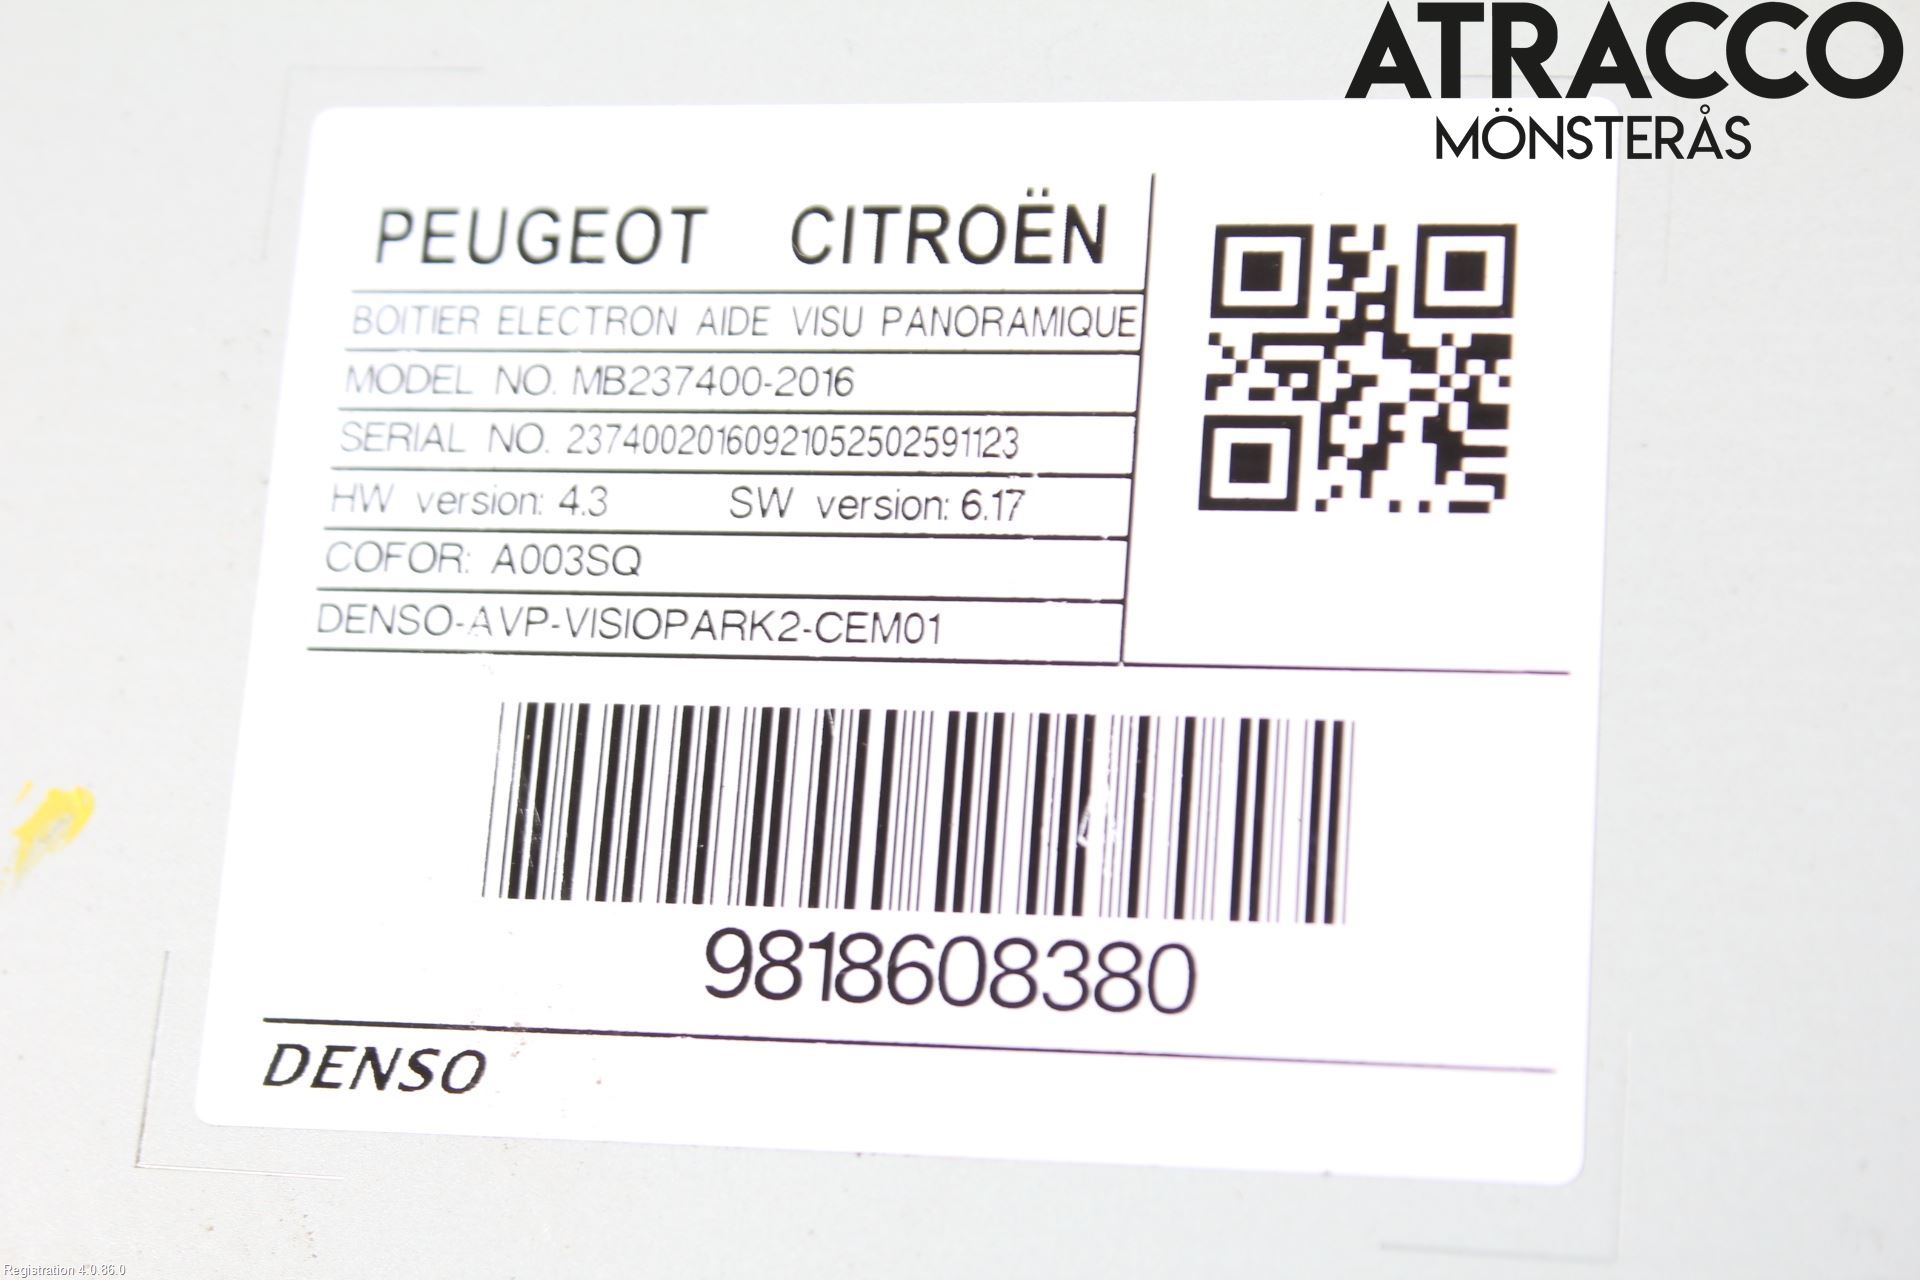 ATRACCO
MÖNSTERÅS
PEUGEOT CITROËN
BOITIER ELECTRON AIDE VISU PANORAMIQUE
MODEL NO. MB237400-2016
SERIAL NO. 23740020160921052502591123
HW version: 4.3 SW version: 6.17
COFOR: A003SQ
DENSO-AVP-VISIOPARK2-CEM01
9818608380
DENSO
Registration 4.0.86.0